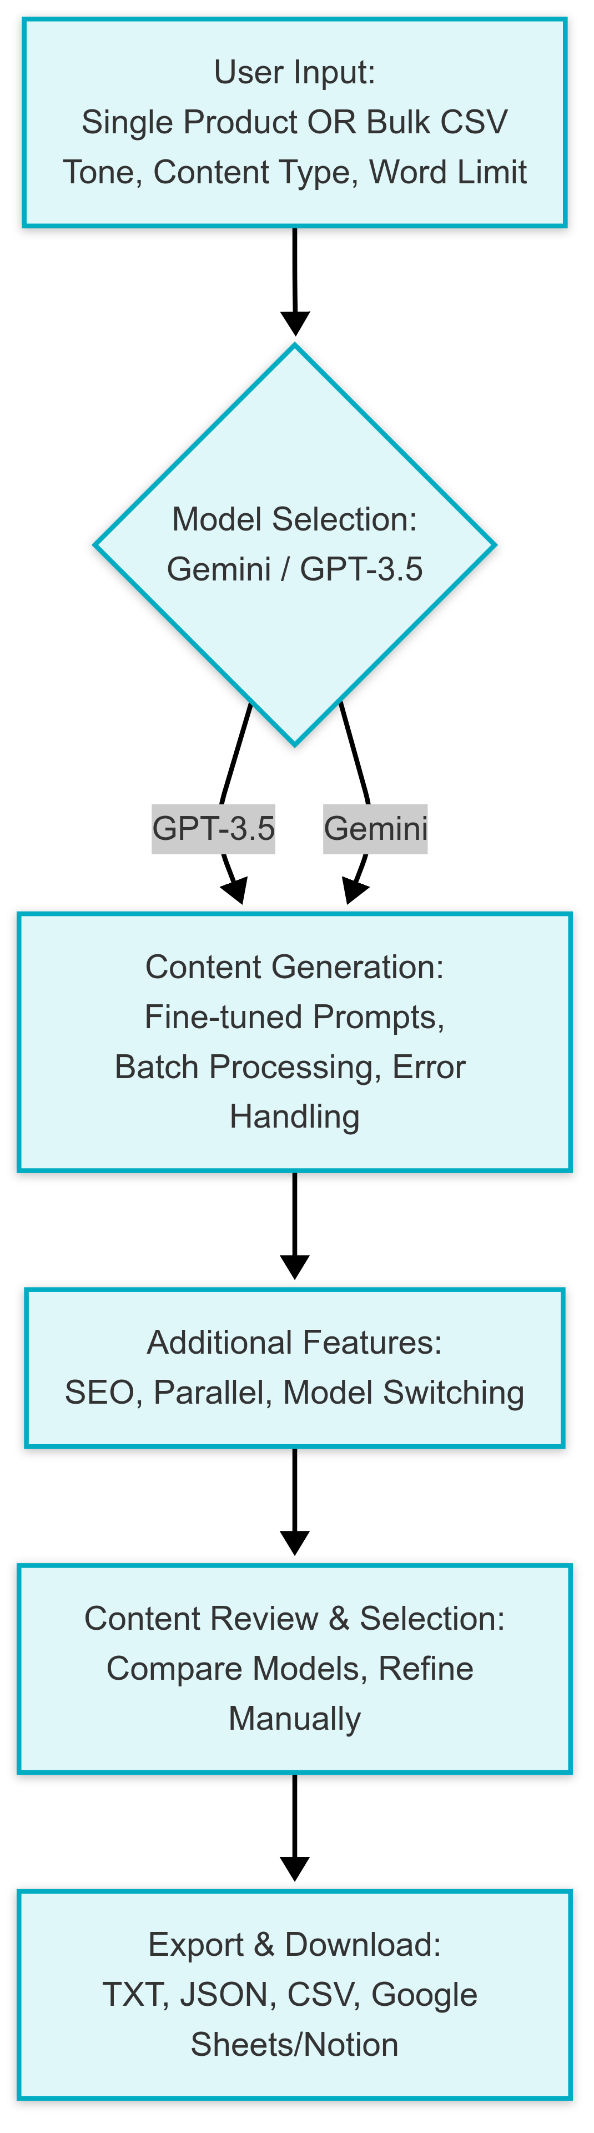 User Input:
Single Product OR Bulk CSV
Tone, Content Type, Word Limit
Model Selection:
Gemini / GPT-3.5
GPT-3.5
Gemini
Content Generation:
Fine-tuned Prompts,
Batch Processing, Error
Handling
Additional Features:
SEO, Parallel, Model Switching
Content Review & Selection:
Compare Models, Refine
Manually
Export & Download:
TXT, JSON, CSV, Google
Sheets/Notion